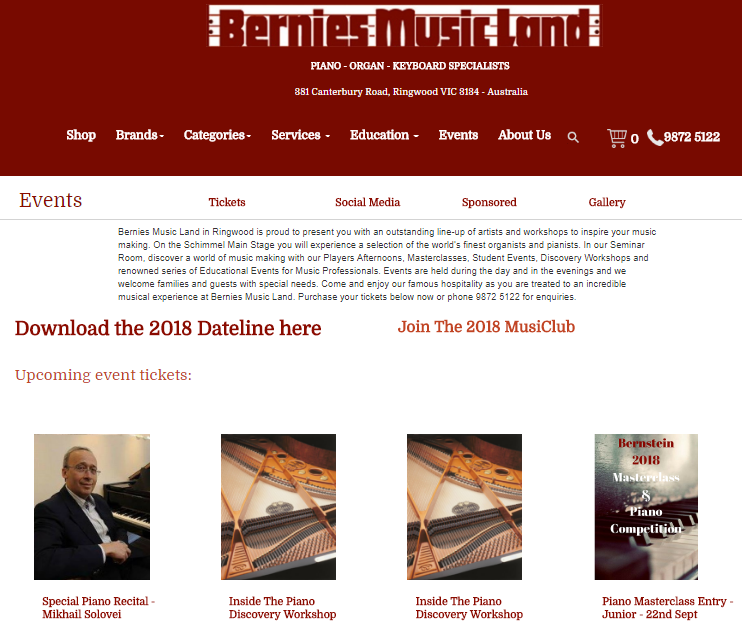 Bernies Music Land
PIANO - ORGAN - KEYBOARD SPECIALISTS
381 Canterbury Road, Ringwood VIC 3134 - Australia
Shop Brands Categories Services Education Events About Us 0 9872 5122
Events Tickets Social Media Sponsored Gallery
Bernies Music Land in Ringwood is proud to present you with an outstanding line-up of artists and workshops to inspire your music
making. On the Schimmel Main Stage you will experience a selection of the world's finest organists and pianists. In our Seminar
Room, discover a world of music making with our Players Afternoons, Masterclasses, Student Events, Discovery Workshops and
renowned series of Educational Events for Music Professionals. Events are held during the day and in the evenings and we
welcome families and guests with special needs. Come and enjoy our famous hospitality as you are treated to an incredible
musical experience at Bernies Music Land. Purchase your tickets below now or phone 9872 5122 for enquiries.
Download the 2018 Dateline here
Join The 2018 MusiClub
Upcoming event tickets:
Bernstein
2018
Masterclass
&
Piano
Competition
Special Piano Recital -
Mikhail Solovei
Inside The Piano
Discovery Workshop
Inside The Piano
Discovery Workshop
Piano Masterclass Entry -
Junior - 22nd Sept